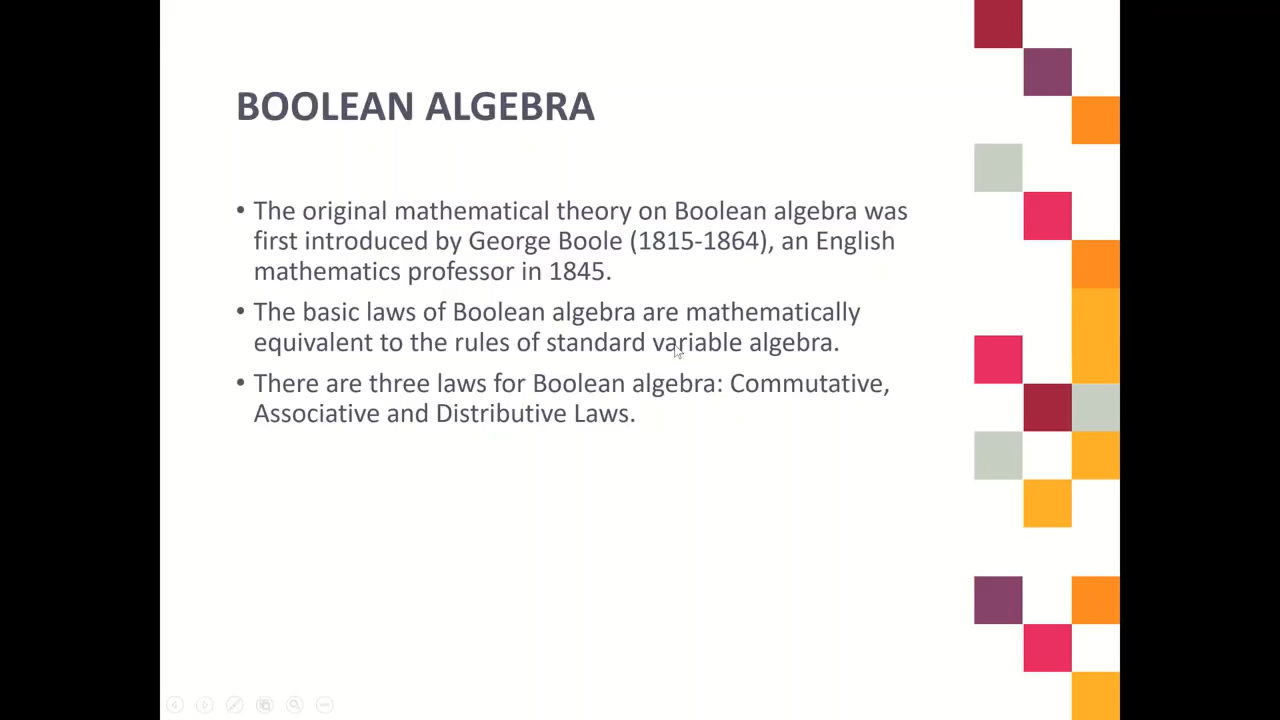 BOOLEAN ALGEBRA
• The original mathematical theory on Boolean algebra was
first introduced by George Boole (1815-1864), an English
mathematics professor in 1845.
• The basic laws of Boolean algebra are mathematically
equivalent to the rules of standard variable algebra.
• There are three laws for Boolean algebra: Commutative,
Associative and Distributive Laws.